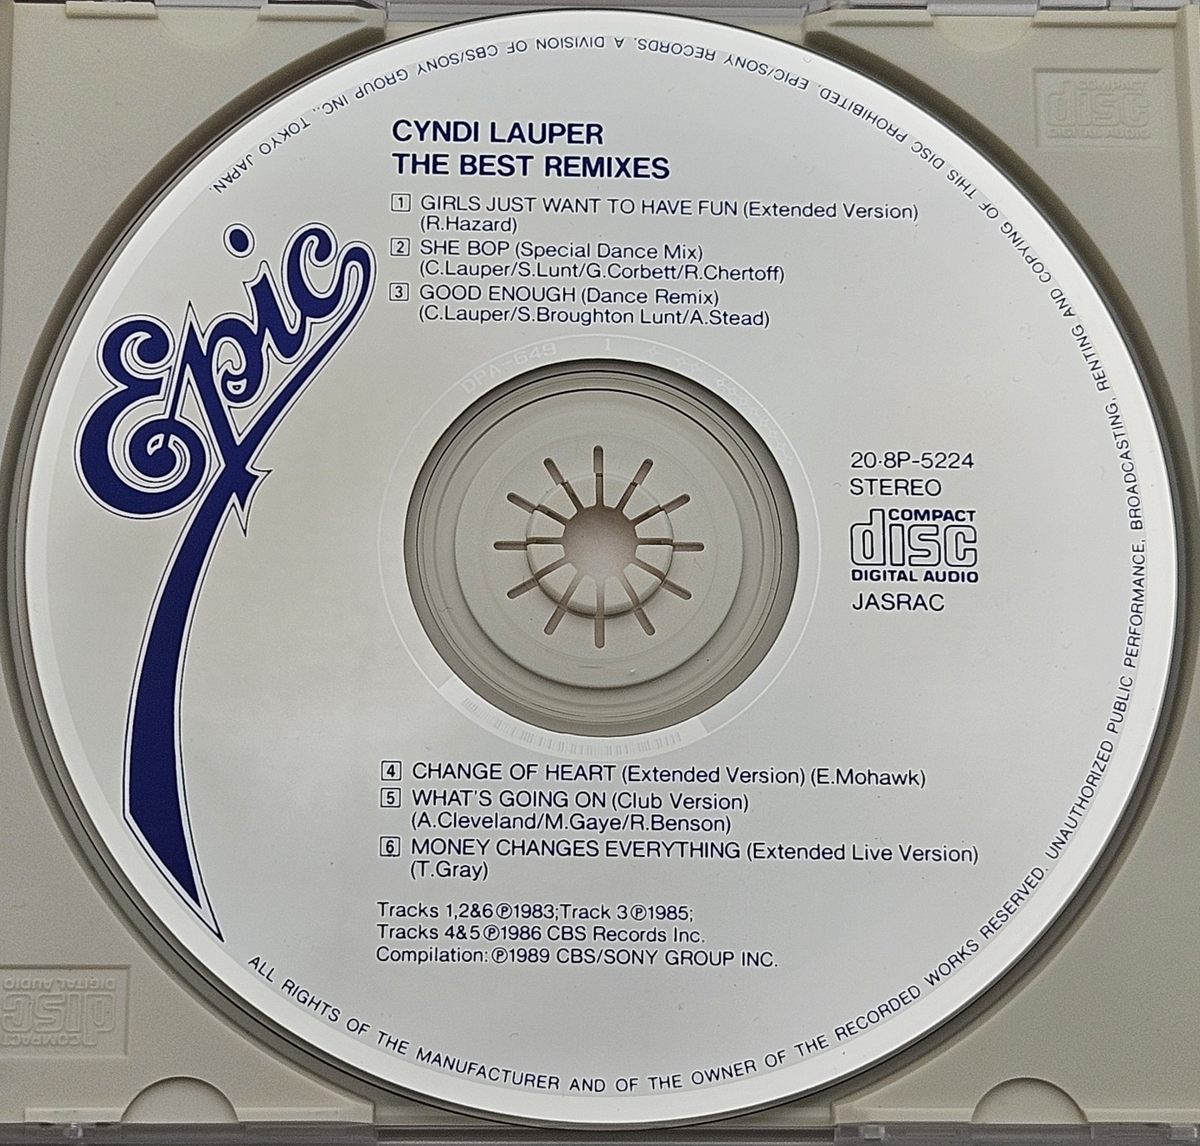 CYNDI LAUPER
THE BEST REMIXES
1 GIRLS JUST WANT TO HAVE FUN (Extended Version)
(R.Hazard)
2 SHE BOP (Special Dance Mix)
(C.Lauper/S.Lunt/G.Corbett/R.Chertoff)
3 GOOD ENOUGH (Dance Remix)
(C.Lauper/S.Broughton Lunt/A.Stead)
Epic
DPA-649 1
20·8P-5224
STEREO
COMPACT
disc
DIGITAL AUDIO
JASRAC
4 CHANGE OF HEART (Extended Version) (E.Mohawk)
5 WHAT'S GOING ON (Club Version)
(A.Cleveland/M.Gaye/R.Benson)
6 MONEY CHANGES EVERYTHING (Extended Live Version)
(T.Gray)
Tracks 1,2&6℗1983;Track 3℗1985;
Tracks 4&5℗1986 CBS Records Inc.
Compilation:℗1989 CBS/SONY GROUP INC.
ALL RIGHTS OF THE MANUFACTURER AND OF THE OWNER OF THE RECORDED WORKS RESERVED. UNAUTHORIZED PUBLIC PERFORMANCE, BROADCASTING, RENTING AND COPYING OF THIS DISC PROHIBITED. EPIC/SONY RECORDS, A DIVISION OF CBS/SONY GROUP INC., TOKYO JAPAN.
COMPACT
disc
DIGITAL AUDIO
COMPACT
disc
DIGITAL AUDIO